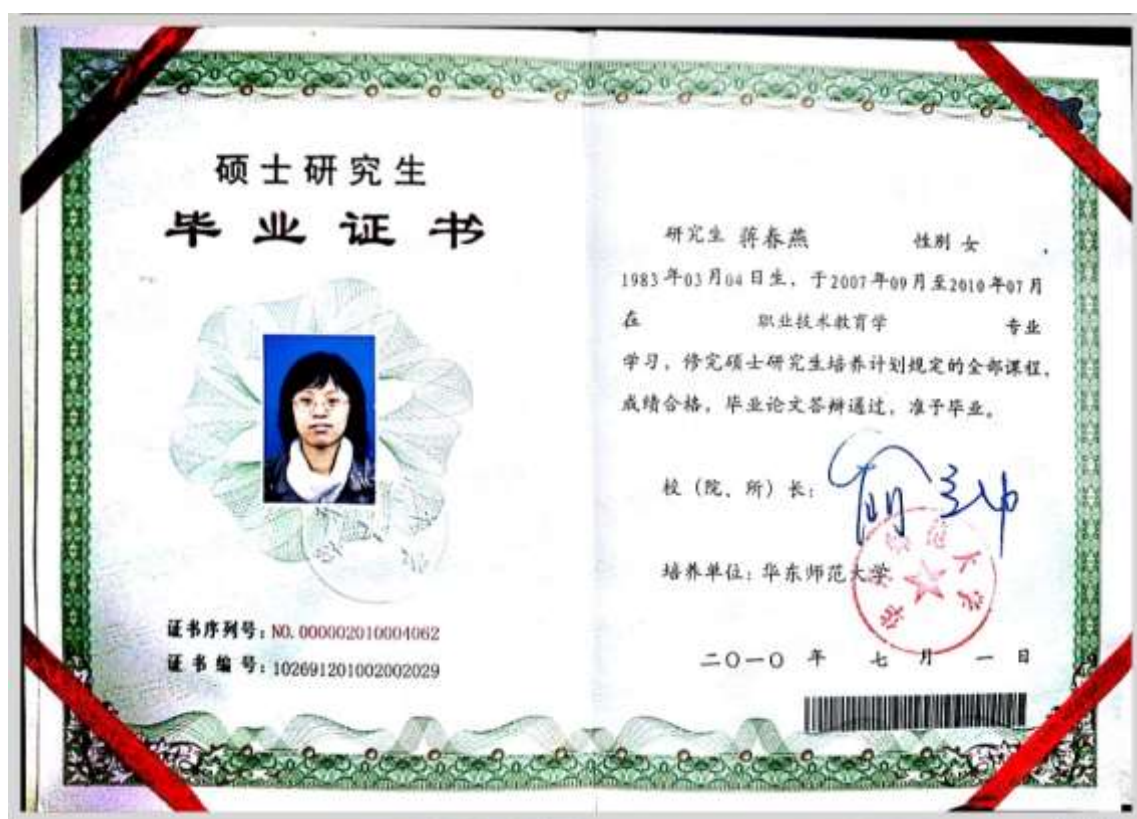 硕士研究生
毕业证书
证书序列号：NO. 000002010004062
证书编号：102691201002002029
研究生 蒋春燕 性别 女 ，
1983年03月04日生，于2007年09月至2010年07月
在 职业技术教育学 专业
学习，修完硕士研究生培养计划规定的全部课程，
成绩合格，毕业论文答辩通过，准予毕业。
校（院、所）长：
培养单位：华东师范大学
二〇一〇 年 七 月 一 日